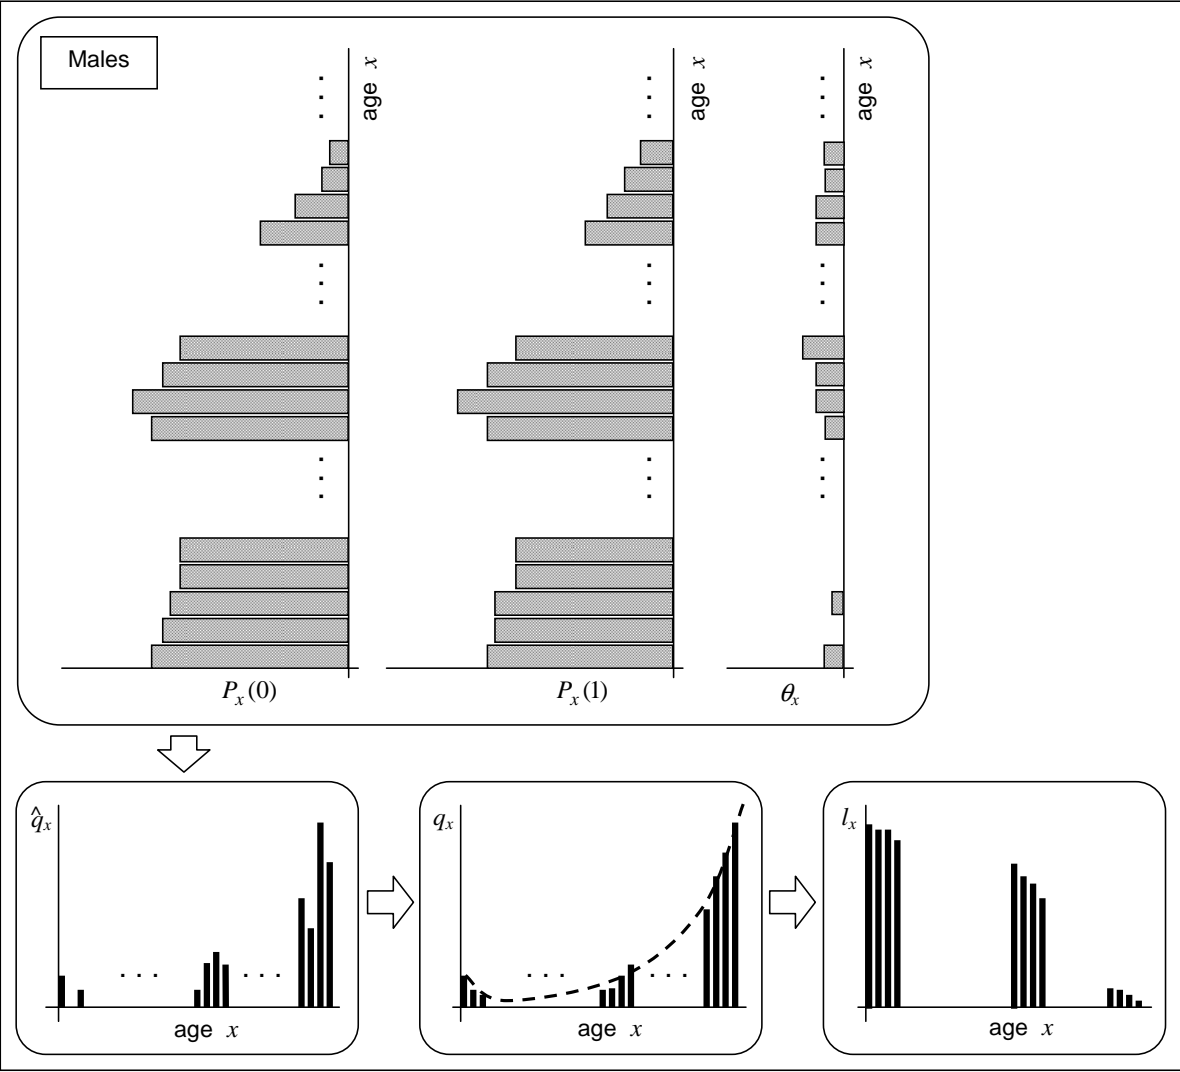 Males
age x
age x
age x
P_x(0)
P_x(1)
θ_x
q̂_x
q_x
l_x
. . .
. . .
. . .
. . .
age x
age x
age x